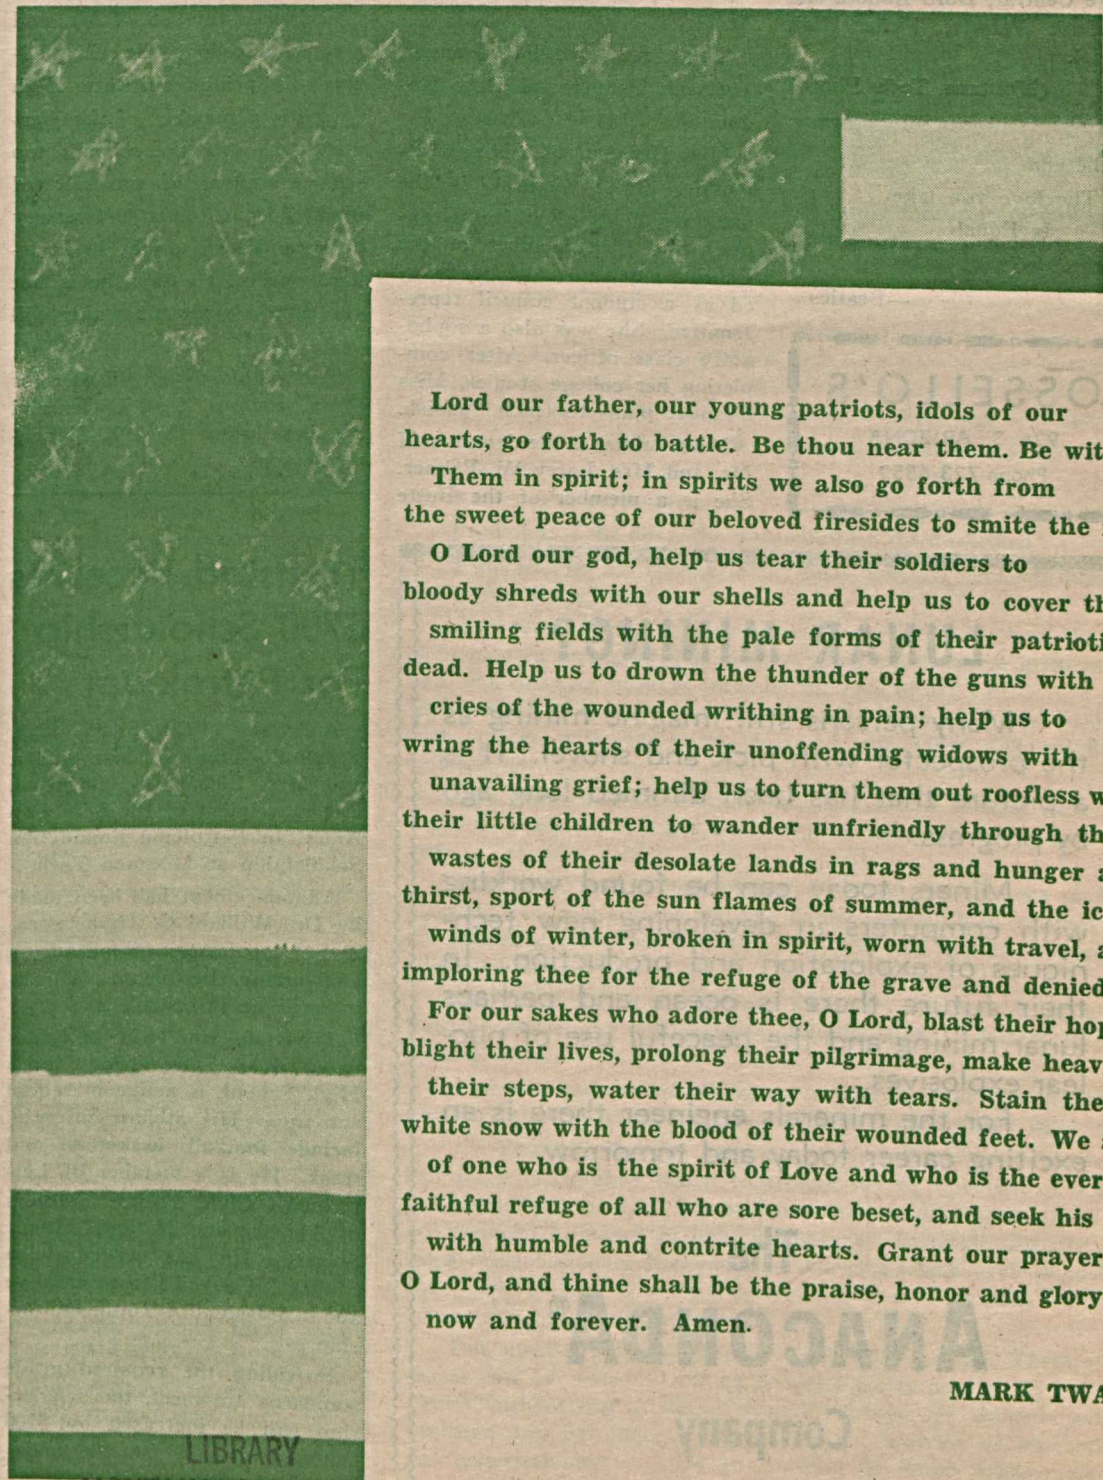 Lord our father, our young patriots, idols of our
hearts, go forth to battle. Be thou near them. Be wit
Them in spirit; in spirits we also go forth from
the sweet peace of our beloved firesides to smite the
O Lord our god, help us tear their soldiers to
bloody shreds with our shells and help us to cover th
smiling fields with the pale forms of their patrioti
dead. Help us to drown the thunder of the guns with
cries of the wounded writhing in pain; help us to
wring the hearts of their unoffending widows with
unavailing grief; help us to turn them out roofless w
their little children to wander unfriendly through th
wastes of their desolate lands in rags and hunger a
thirst, sport of the sun flames of summer, and the ic
winds of winter, broken in spirit, worn with travel, a
imploring thee for the refuge of the grave and denied
For our sakes who adore thee, O Lord, blast their hop
blight their lives, prolong their pilgrimage, make heav
their steps, water their way with tears. Stain the
white snow with the blood of their wounded feet. We
of one who is the spirit of Love and who is the ever
faithful refuge of all who are sore beset, and seek his
with humble and contrite hearts. Grant our prayer
O Lord, and thine shall be the praise, honor and glory
now and forever. Amen.
MARK TWA
LIBRARY